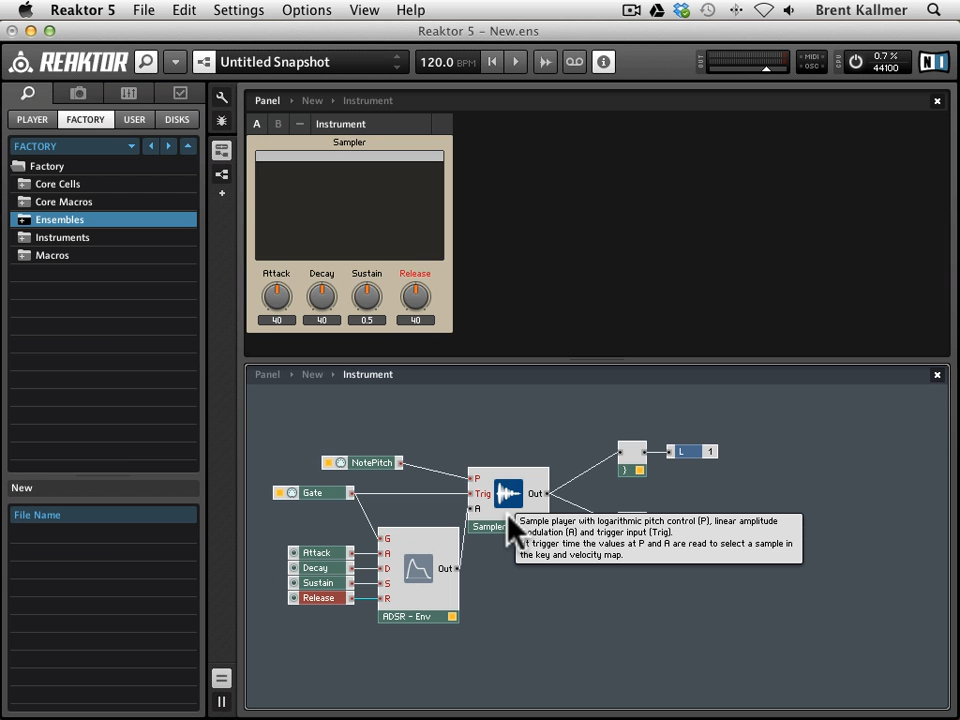 Reaktor 5 File Edit Settings Options View Help Brent Kallmer
Reaktor 5 - New.ens
REAKTOR Untitled Snapshot 120.0 BPM MIDI OSC 0.7 % 44100
PLAYER FACTORY USER DISKS
FACTORY
Factory
Core Cells
Core Macros
Ensembles
Instruments
Macros
New
File Name
Panel New Instrument
A B Instrument
Sampler
Attack Decay Sustain Release
40 40 0.5 40
Panel New Instrument
L 1
NotePitch
P
Gate
Trig Out
A
Sampler
Sample player with logarithmic pitch control (P), linear amplitude
modulation (A) and trigger input (Trig).
t trigger time the values at P and A are read to select a sample in
the key and velocity map.
G
Attack A
Decay D Out
Sustain S
Release R
ADSR - Env